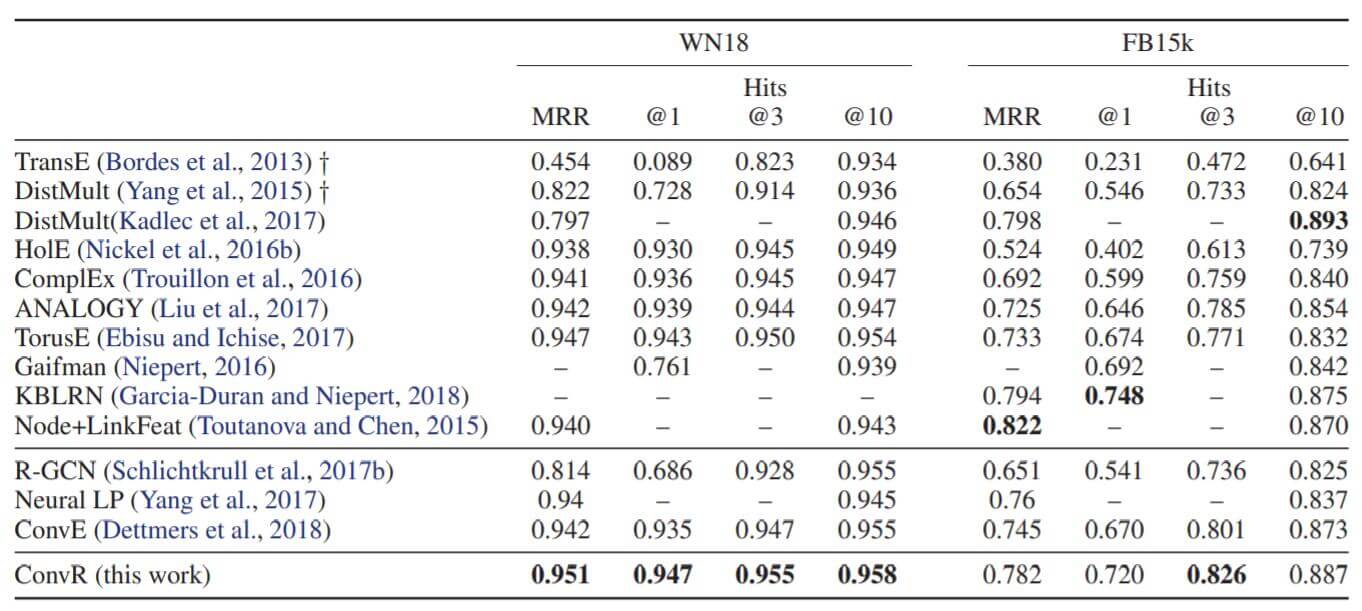 WN18 FB15k
Hits Hits
MRR @1 @3 @10 MRR @1 @3 @10
TransE (Bordes et al., 2013) † 0.454 0.089 0.823 0.934 0.380 0.231 0.472 0.641
DistMult (Yang et al., 2015) † 0.822 0.728 0.914 0.936 0.654 0.546 0.733 0.824
DistMult(Kadlec et al., 2017) 0.797 – – 0.946 0.798 – – 0.893
HolE (Nickel et al., 2016b) 0.938 0.930 0.945 0.949 0.524 0.402 0.613 0.739
ComplEx (Trouillon et al., 2016) 0.941 0.936 0.945 0.947 0.692 0.599 0.759 0.840
ANALOGY (Liu et al., 2017) 0.942 0.939 0.944 0.947 0.725 0.646 0.785 0.854
TorusE (Ebisu and Ichise, 2017) 0.947 0.943 0.950 0.954 0.733 0.674 0.771 0.832
Gaifman (Niepert, 2016) – 0.761 – 0.939 – 0.692 – 0.842
KBLRN (Garcia-Duran and Niepert, 2018) – – – – 0.794 0.748 – 0.875
Node+LinkFeat (Toutanova and Chen, 2015) 0.940 – – 0.943 0.822 – – 0.870
R-GCN (Schlichtkrull et al., 2017b) 0.814 0.686 0.928 0.955 0.651 0.541 0.736 0.825
Neural LP (Yang et al., 2017) 0.94 – – 0.945 0.76 – – 0.837
ConvE (Dettmers et al., 2018) 0.942 0.935 0.947 0.955 0.745 0.670 0.801 0.873
ConvR (this work) 0.951 0.947 0.955 0.958 0.782 0.720 0.826 0.887